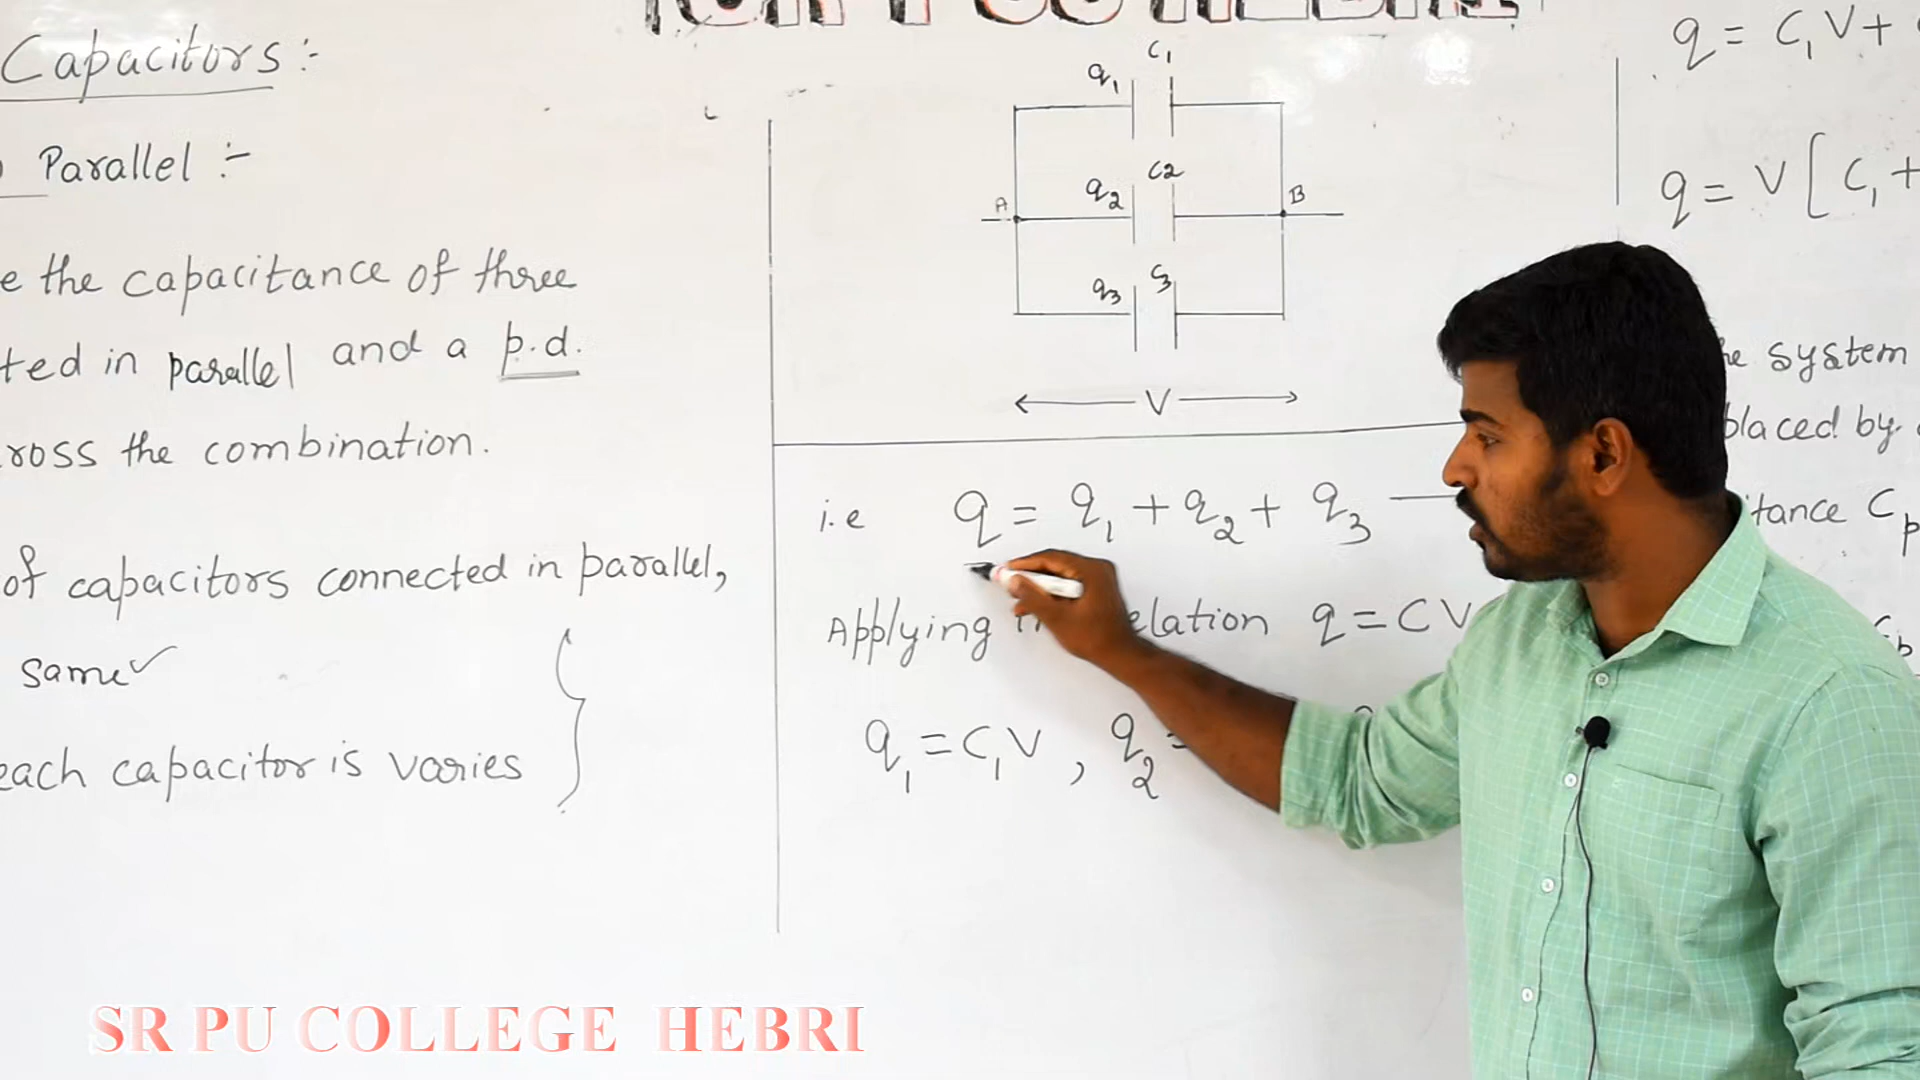 Capacitors :-
Parallel :-
e the capacitance of three
ted in parallel and a p.d.
ross the combination.
of capacitors connected in parallel,
same✓
each capacitor is varies
q₁ C₁
q₂ C2
A B
q₃ C₃
V
i.e q = q₁ + q₂ + q₃
Applying elation q = CV
q₁ = C₁V , q₂ =
q = C₁V+
q = V [ C₁ +
system
placed by
tance Cp
SR PU COLLEGE HEBRI